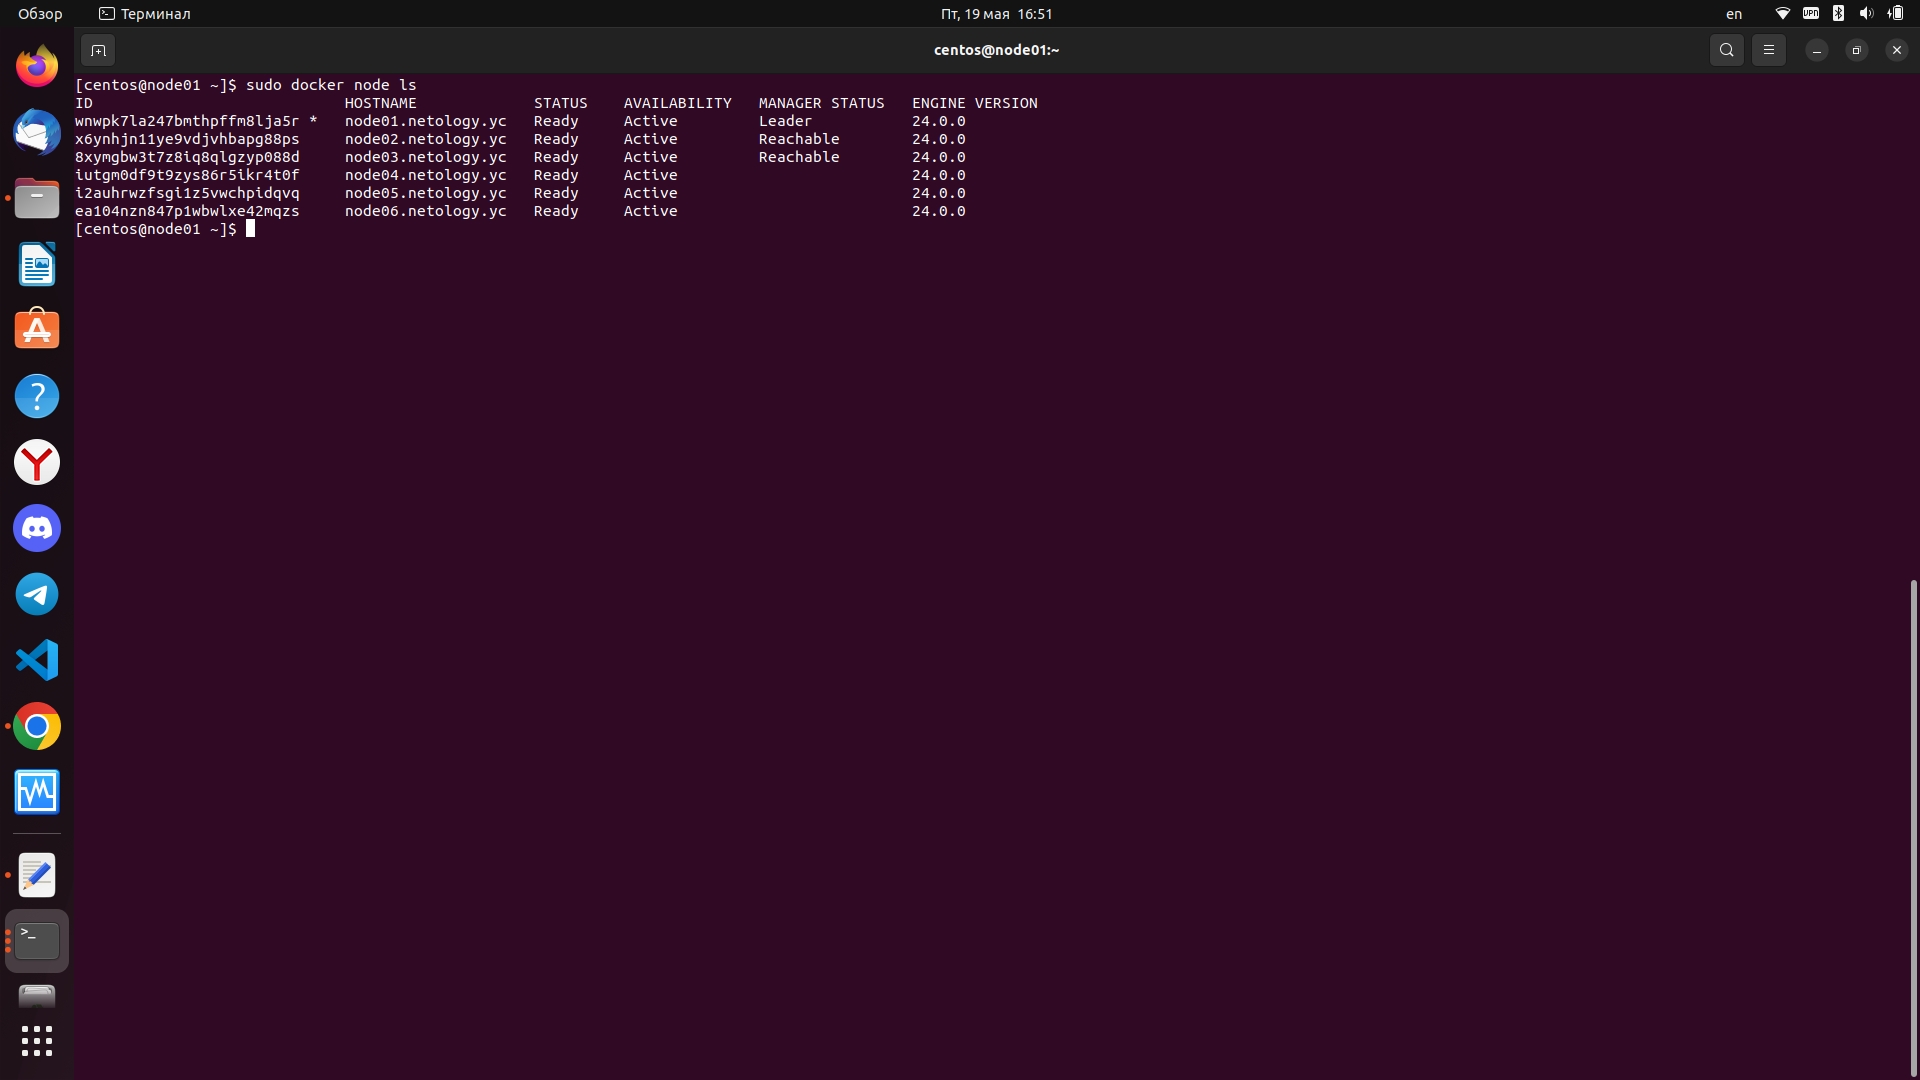 Обзор Терминал Пт, 19 мая 16:51 en VPN
centos@node01:~
[centos@node01 ~]$ sudo docker node ls
ID HOSTNAME STATUS AVAILABILITY MANAGER STATUS ENGINE VERSION
wnwpk7la247bmthpffm8lja5r * node01.netology.yc Ready Active Leader 24.0.0
x6ynhjn11ye9vdjvhbapg88ps node02.netology.yc Ready Active Reachable 24.0.0
8xymgbw3t7z8iq8qlgzyp088d node03.netology.yc Ready Active Reachable 24.0.0
iutgm0df9t9zys86r5ikr4t0f node04.netology.yc Ready Active 24.0.0
i2auhrwzfsgi1z5vwchpidqvq node05.netology.yc Ready Active 24.0.0
ea104nzn847p1wbwlxe42mqzs node06.netology.yc Ready Active 24.0.0
[centos@node01 ~]$